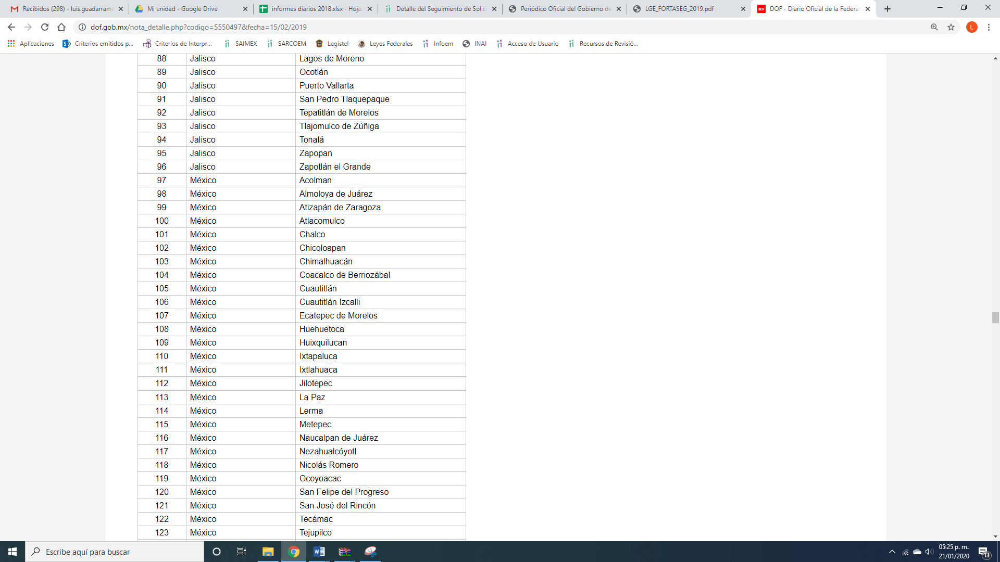 Recibidos (298) - luis.guadarrama
Mi unidad - Google Drive
informes diarios 2018.xlsx - Hoja
Detalle del Seguimiento de Solici
Periódico Oficial del Gobierno de
LGE_FORTASEG_2019.pdf
DOF - Diario Oficial de la Federac
dof.gob.mx/nota_detalle.php?codigo=5550497&fecha=15/02/2019
L
Aplicaciones
Criterios emitidos p...
Criterios de Interpr...
SAIMEX
SARCOEM
Legistel
Leyes Federales
Infoem
INAI
Acceso de Usuario
Recursos de Revisió...
88 Jalisco Lagos de Moreno
89 Jalisco Ocotlán
90 Jalisco Puerto Vallarta
91 Jalisco San Pedro Tlaquepaque
92 Jalisco Tepatitlán de Morelos
93 Jalisco Tlajomulco de Zúñiga
94 Jalisco Tonalá
95 Jalisco Zapopan
96 Jalisco Zapotlán el Grande
97 México Acolman
98 México Almoloya de Juárez
99 México Atizapán de Zaragoza
100 México Atlacomulco
101 México Chalco
102 México Chicoloapan
103 México Chimalhuacán
104 México Coacalco de Berriozábal
105 México Cuautitlán
106 México Cuautitlán Izcalli
107 México Ecatepec de Morelos
108 México Huehuetoca
109 México Huixquilucan
110 México Ixtapaluca
111 México Ixtlahuaca
112 México Jilotepec
113 México La Paz
114 México Lerma
115 México Metepec
116 México Naucalpan de Juárez
117 México Nezahualcóyotl
118 México Nicolás Romero
119 México Ocoyoacac
120 México San Felipe del Progreso
121 México San José del Rincón
122 México Tecámac
123 México Tejupilco
Escribe aquí para buscar
05:25 p. m.
21/01/2020
13